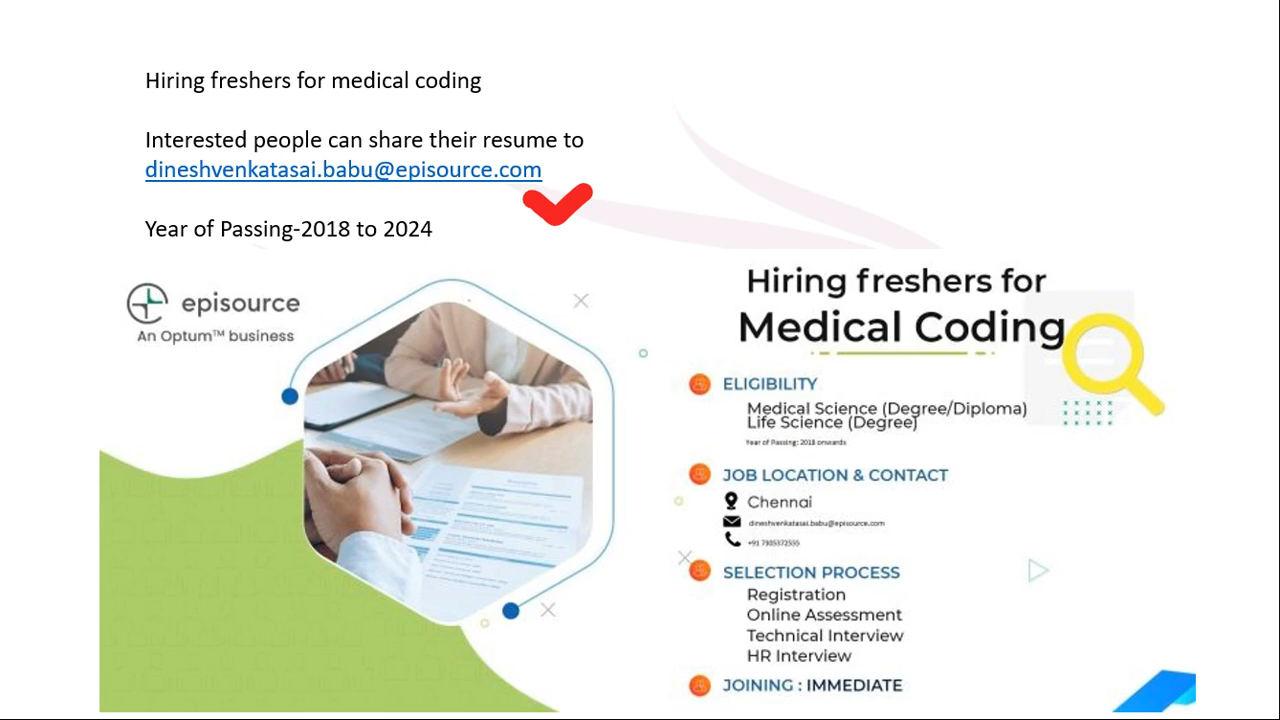 Hiring freshers for medical coding
Interested people can share their resume to
dineshvenkatasai.babu@episource.com
Year of Passing-2018 to 2024
episource
An Optum™ business
Hiring freshers for
Medical Coding
ELIGIBILITY
Medical Science (Degree/Diploma)
Life Science (Degree)
Year of Passing: 2018 onwards
JOB LOCATION & CONTACT
Chennai
dineshvenkatasai.babu@episource.com
+91 7305372555
SELECTION PROCESS
Registration
Online Assessment
Technical Interview
HR Interview
JOINING : IMMEDIATE